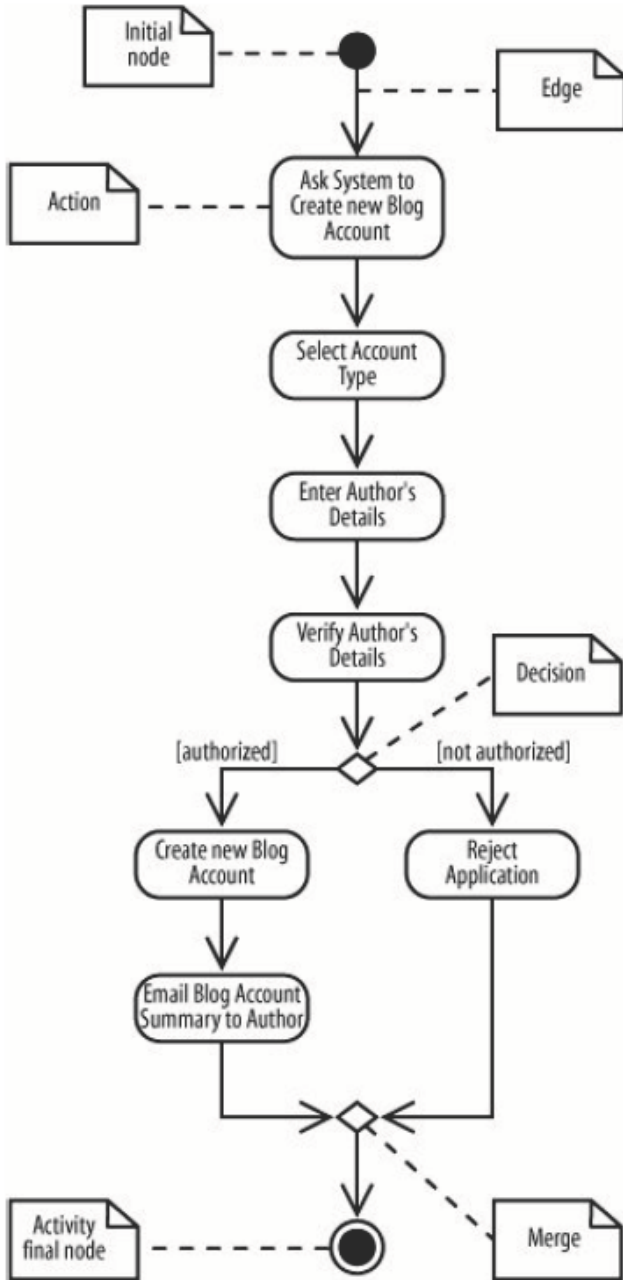 Initial
node
Edge
Action
Ask System to
Create new Blog
Account
Select Account
Type
Enter Author's
Details
Verify Author's
Details
Decision
[authorized]
[not authorized]
Create new Blog
Account
Reject
Application
Email Blog Account
Summary to Author
Activity
final node
Merge